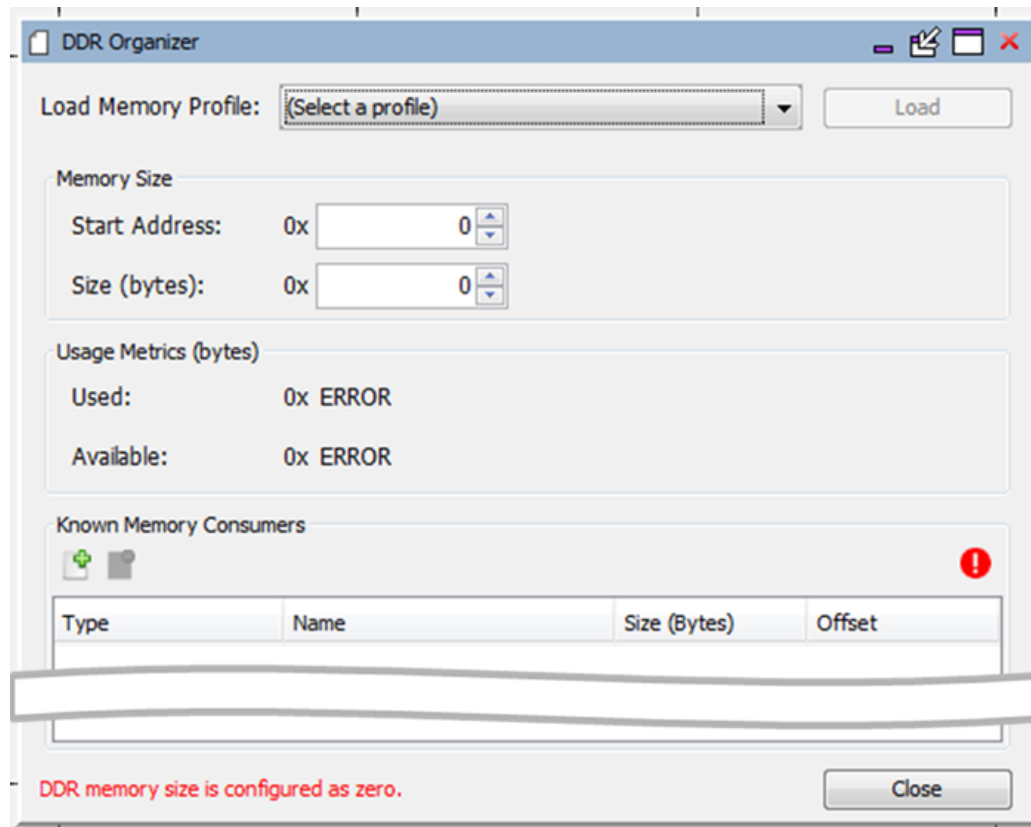 DDR Organizer
Load Memory Profile: (Select a profile) Load
Memory Size
Start Address: 0x 0
Size (bytes): 0x 0
Usage Metrics (bytes)
Used: 0x ERROR
Available: 0x ERROR
Known Memory Consumers
Type Name Size (Bytes) Offset
DDR memory size is configured as zero. Close